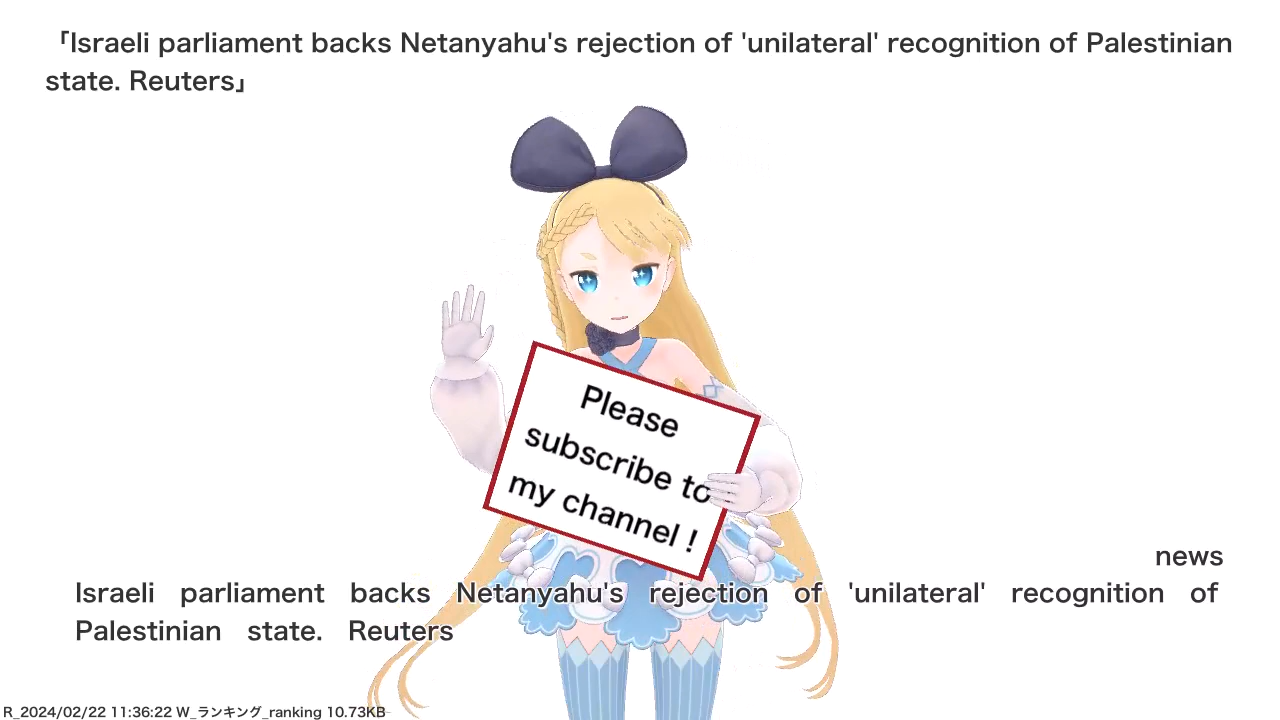 「Israeli parliament backs Netanyahu's rejection of 'unilateral' recognition of Palestinian
state. Reuters」
Please
subscribe to
my channel !
news
Israeli parliament backs Netanyahu's rejection of 'unilateral' recognition of
Palestinian state. Reuters
R_2024/02/22 11:36:22 W_ランキング_ranking 10.73KB